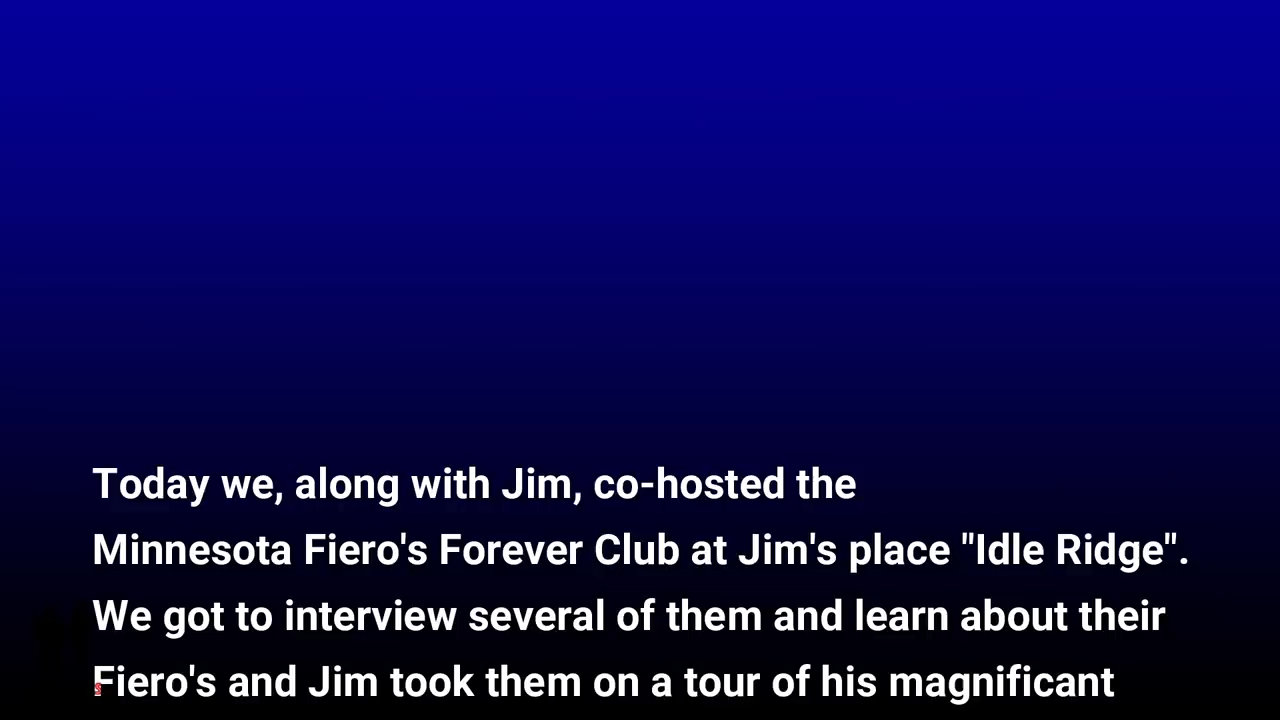 Today we, along with Jim, co-hosted the
Minnesota Fiero's Forever Club at Jim's place "Idle Ridge".
We got to interview several of them and learn about their
Fiero's and Jim took them on a tour of his magnificent